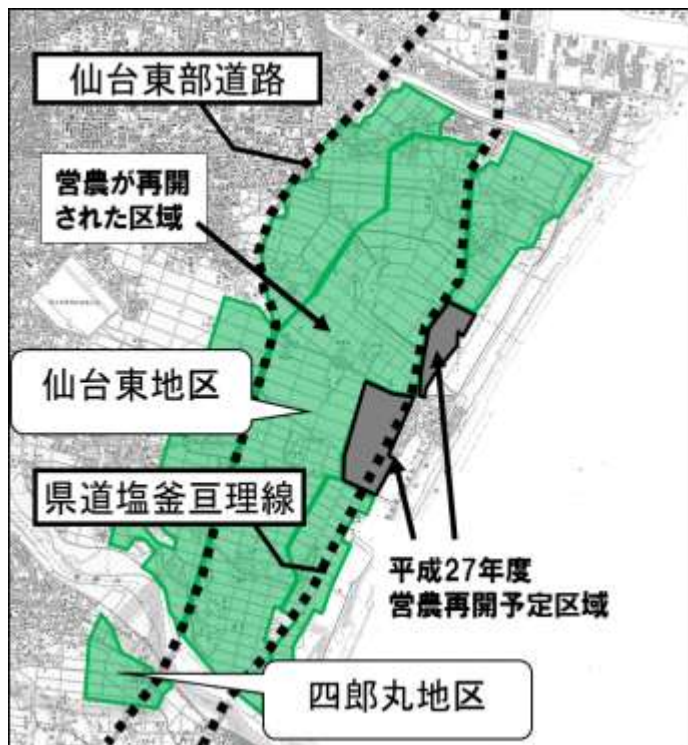 仙台東部道路
営農が再開
された区域
仙台東地区
県道塩釜亘理線
平成27年度
営農再開予定区域
四郎丸地区